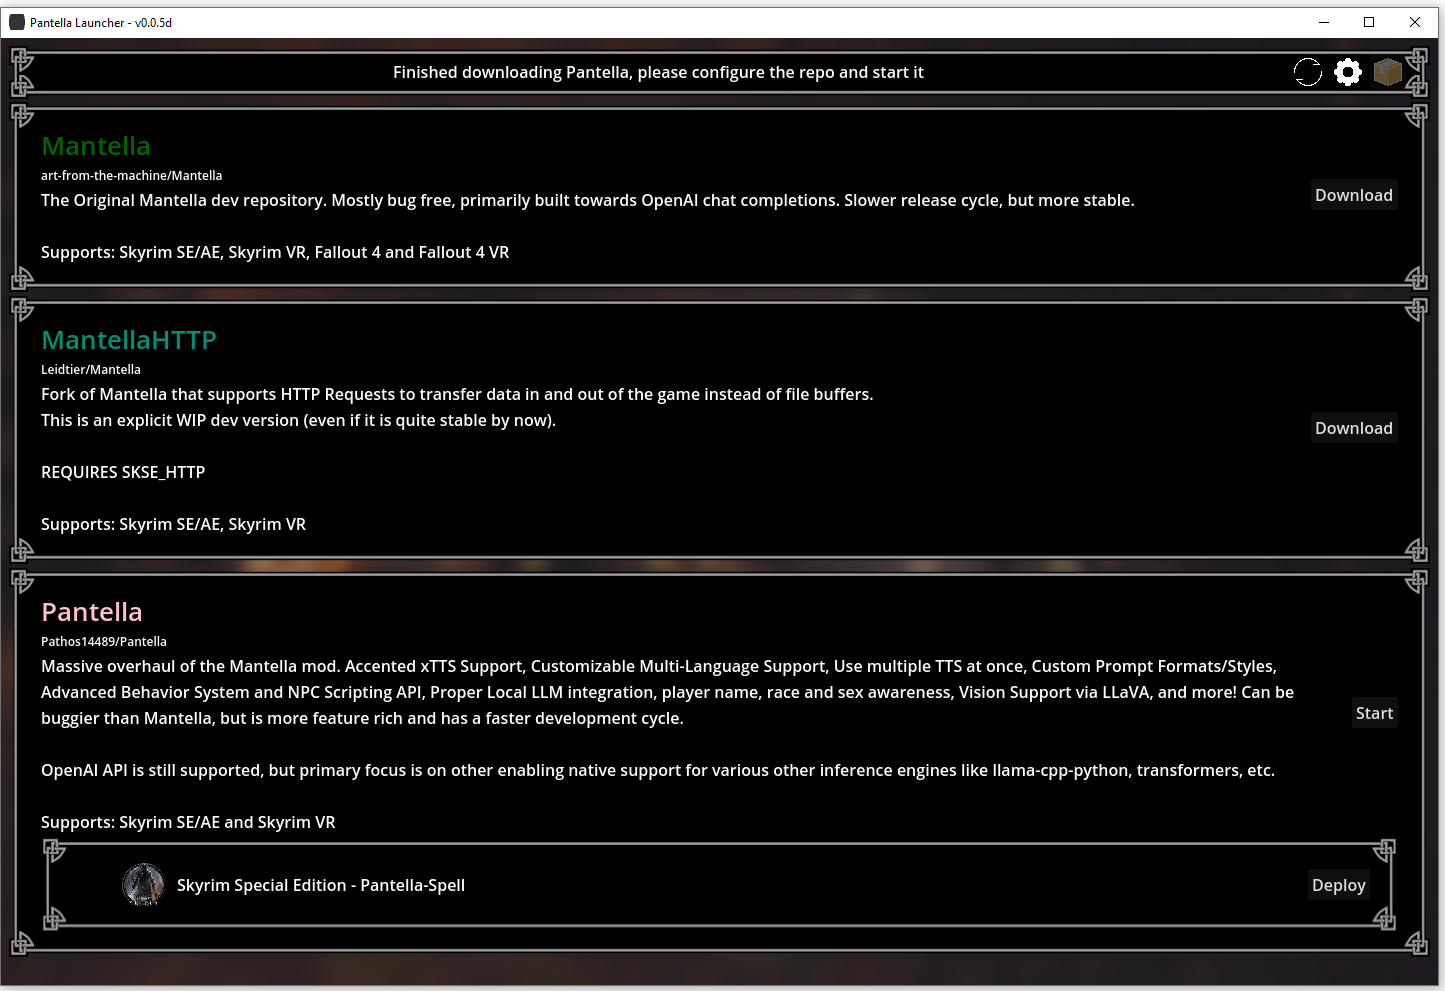 Pantella Launcher - v0.0.5d
Finished downloading Pantella, please configure the repo and start it
Mantella
art-from-the-machine/Mantella
The Original Mantella dev repository. Mostly bug free, primarily built towards OpenAI chat completions. Slower release cycle, but more stable.
Download
Supports: Skyrim SE/AE, Skyrim VR, Fallout 4 and Fallout 4 VR
MantellaHTTP
Leidtier/Mantella
Fork of Mantella that supports HTTP Requests to transfer data in and out of the game instead of file buffers.
This is an explicit WIP dev version (even if it is quite stable by now).
Download
REQUIRES SKSE_HTTP
Supports: Skyrim SE/AE, Skyrim VR
Pantella
Pathos14489/Pantella
Massive overhaul of the Mantella mod. Accented xTTS Support, Customizable Multi-Language Support, Use multiple TTS at once, Custom Prompt Formats/Styles,
Advanced Behavior System and NPC Scripting API, Proper Local LLM integration, player name, race and sex awareness, Vision Support via LLaVA, and more! Can be
buggier than Mantella, but is more feature rich and has a faster development cycle.
Start
OpenAI API is still supported, but primary focus is on other enabling native support for various other inference engines like llama-cpp-python, transformers, etc.
Supports: Skyrim SE/AE and Skyrim VR
Skyrim Special Edition - Pantella-Spell
Deploy